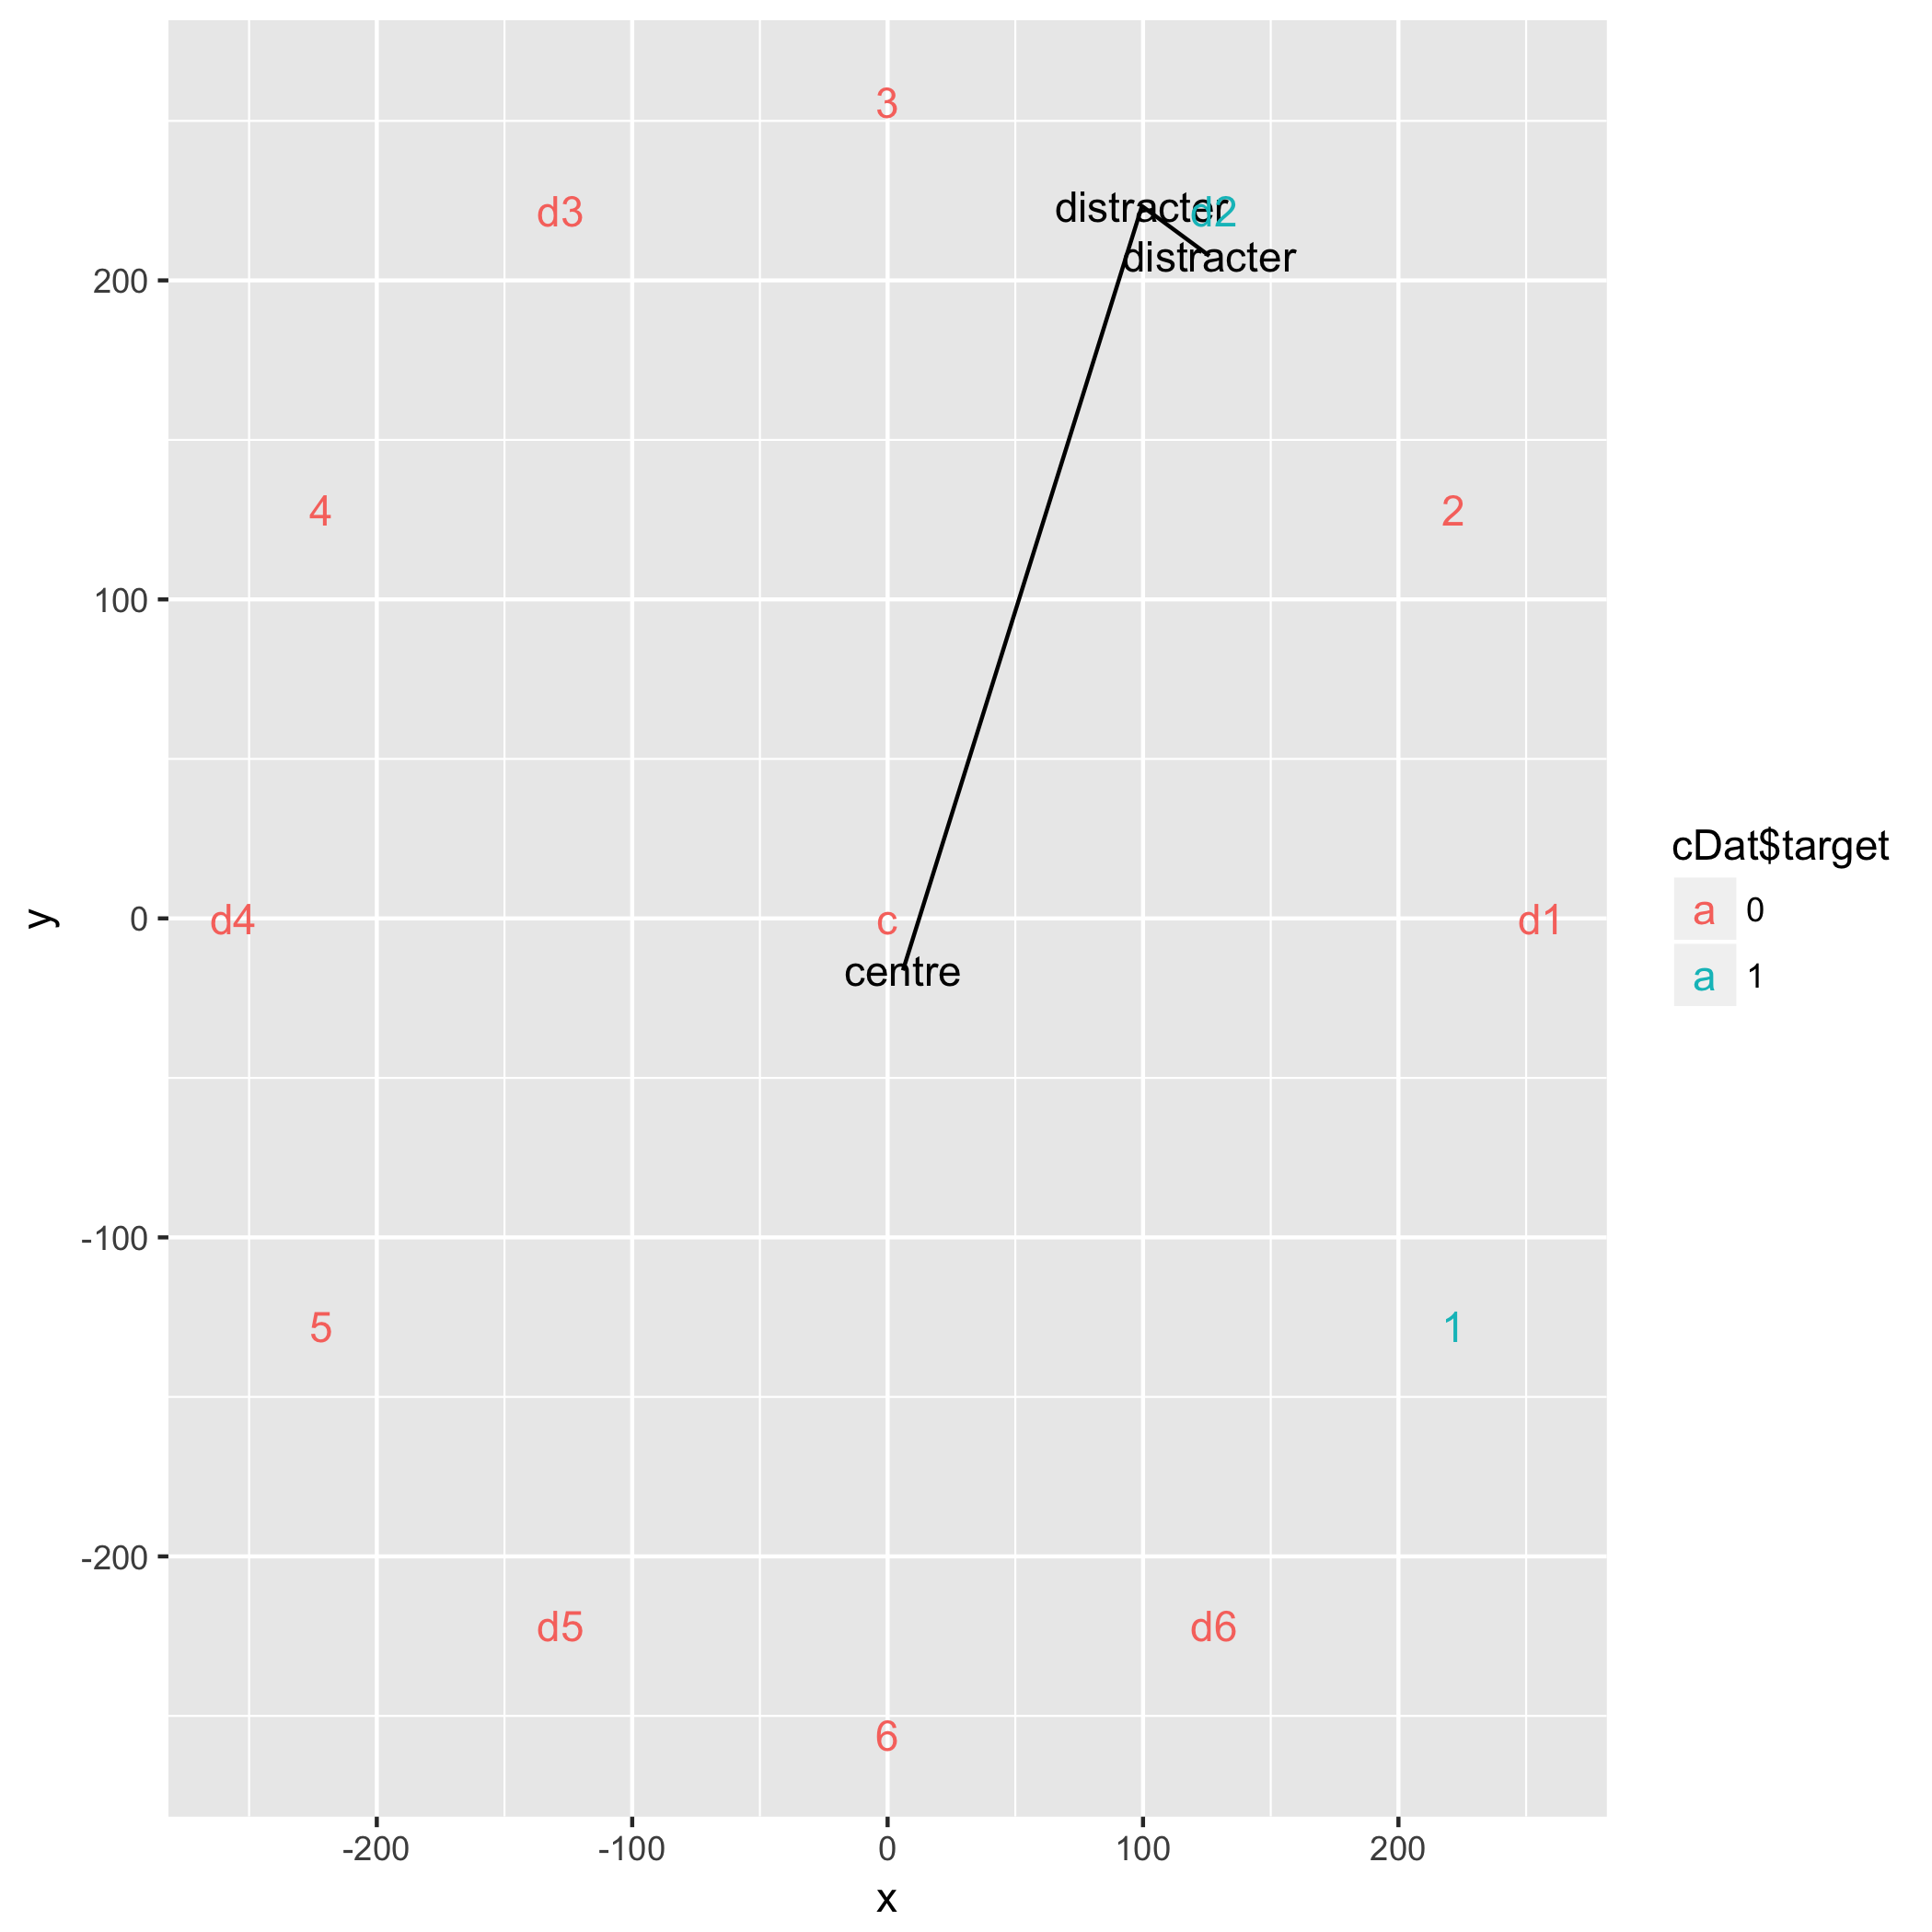 3
d3
distracter
d2
distracter
200
4
2
100
cDat$target
a 0
a 1
y
0
d4
c
d1
centre
-100
5
1
-200
d5
d6
6
-200 -100 0 100 200
x